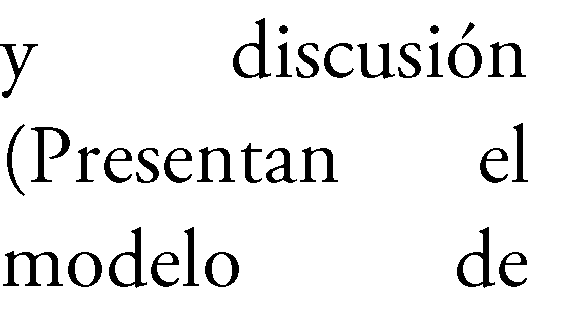 y discusión
(Presentan el
modelo de